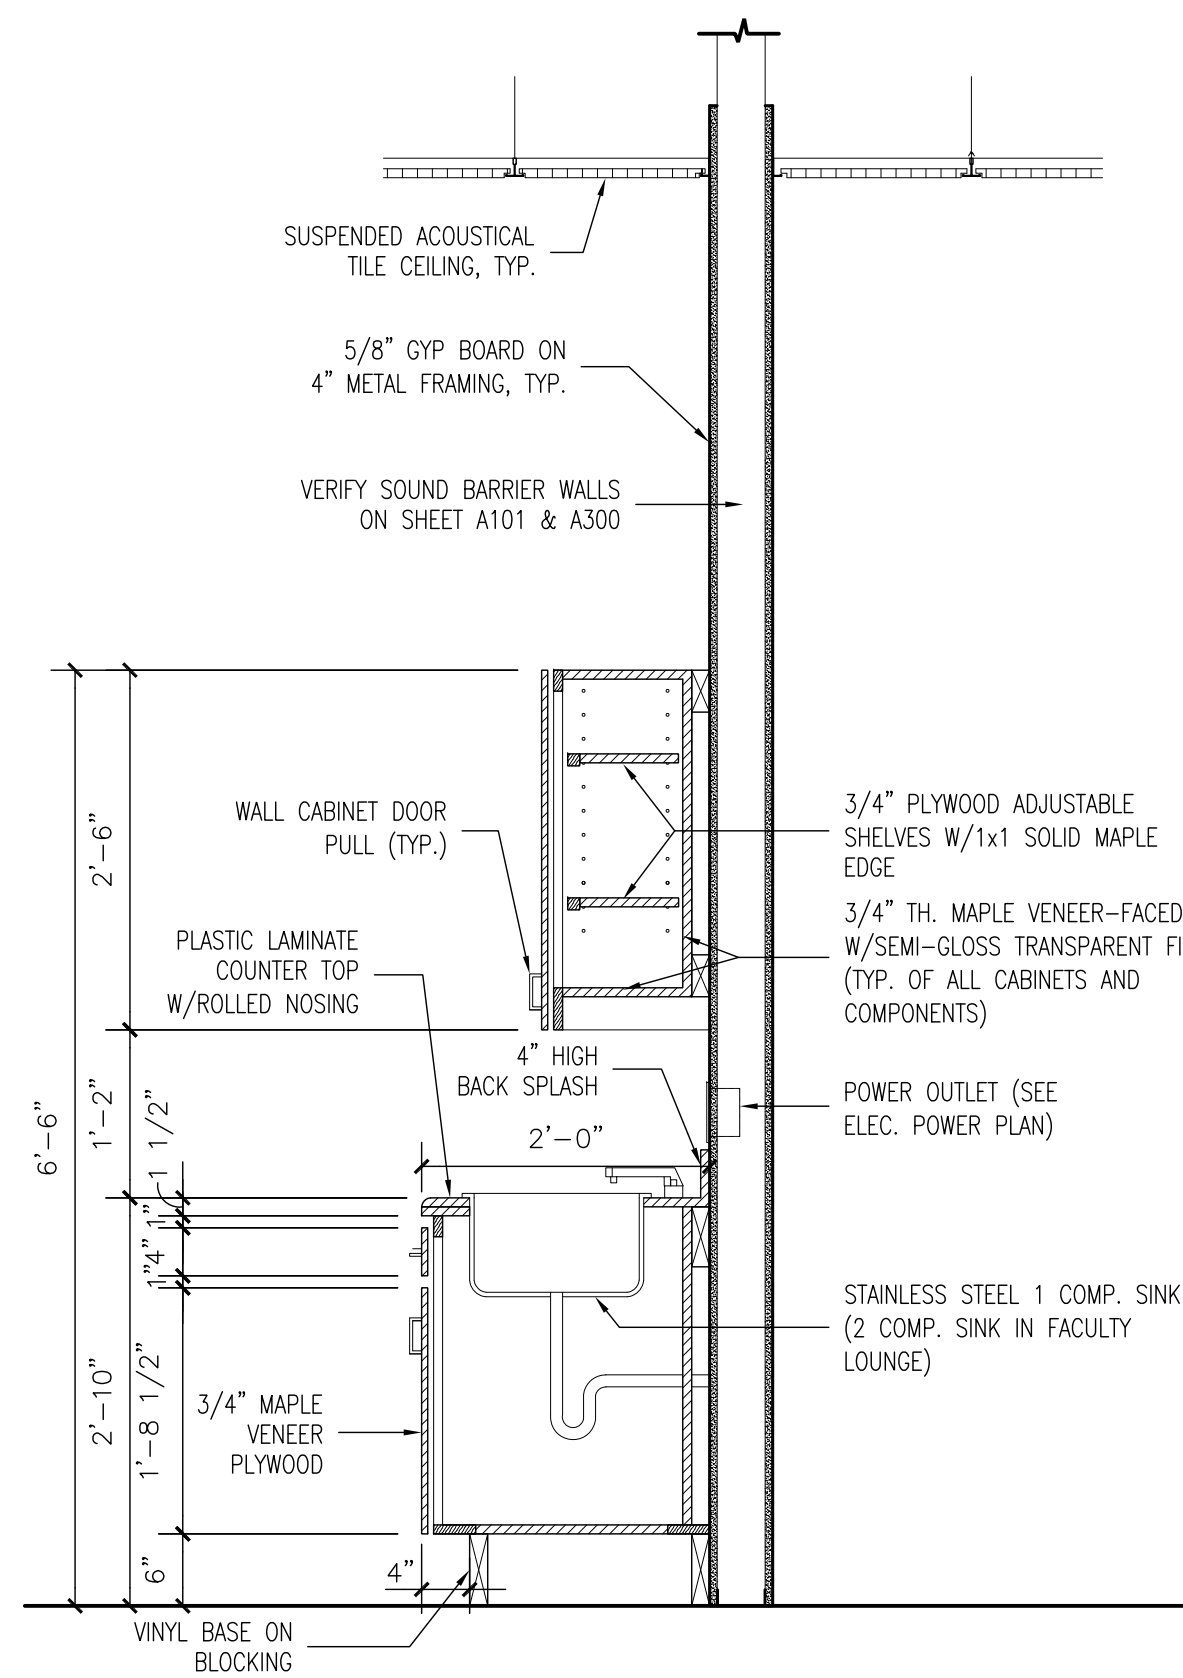 SUSPENDED ACOUSTICAL
TILE CEILING, TYP.
5/8” GYP BOARD ON
4” METAL FRAMING, TYP.
VERIFY SOUND BARRIER WALLS
ON SHEET A101 & A300
WALL CABINET DOOR
PULL (TYP.)
PLASTIC LAMINATE
COUNTER TOP
W/ROLLED NOSING
4” HIGH
BACK SPLASH
2’-0”
3/4” PLYWOOD ADJUSTABLE
SHELVES W/1x1 SOLID MAPLE
EDGE
3/4” TH. MAPLE VENEER-FACED
W/SEMI-GLOSS TRANSPARENT FI
(TYP. OF ALL CABINETS AND
COMPONENTS)
POWER OUTLET (SEE
ELEC. POWER PLAN)
STAINLESS STEEL 1 COMP. SINK
(2 COMP. SINK IN FACULTY
LOUNGE)
3/4” MAPLE
VENEER
PLYWOOD
4”
VINYL BASE ON
BLOCKING
6’-6”
2’-6”
1’-2”
2’-10”
1 1/2”
1”
4”
1”
1’-8 1/2”
6”